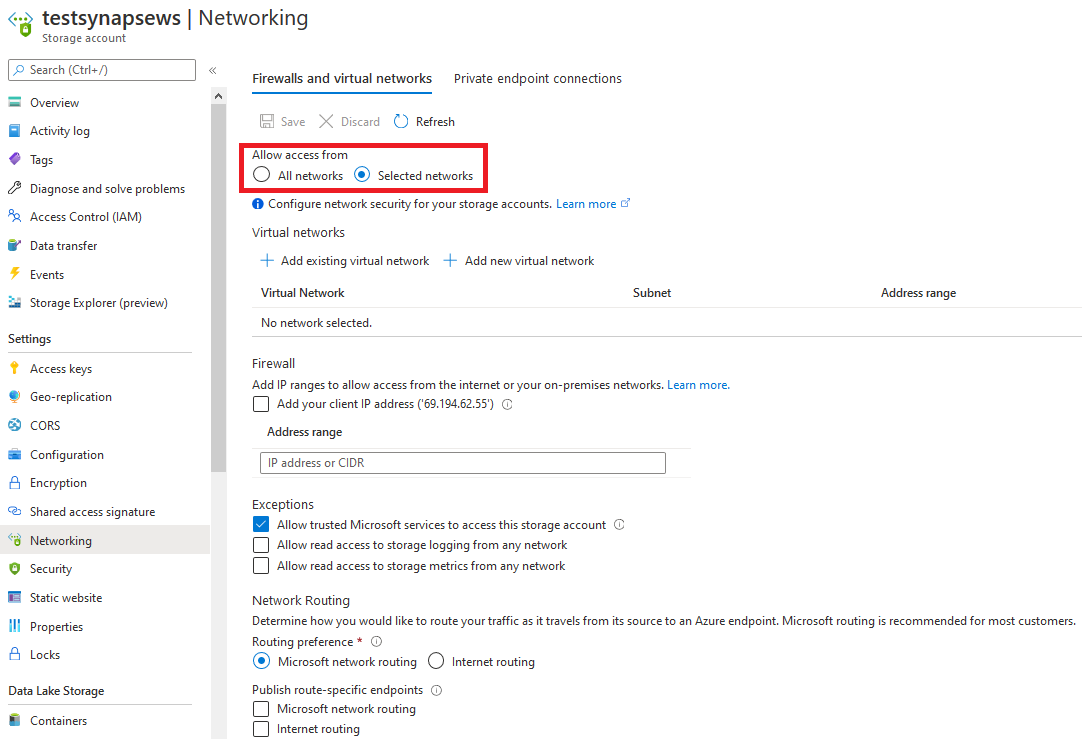 testsynapsews | Networking
Storage account
Search (Ctrl+/)
«
Overview
Activity log
Tags
Diagnose and solve problems
Access Control (IAM)
Data transfer
Events
Storage Explorer (preview)
Settings
Access keys
Geo-replication
CORS
Configuration
Encryption
Shared access signature
Networking
Security
Static website
Properties
Locks
Data Lake Storage
Containers
Firewalls and virtual networks Private endpoint connections
Save Discard Refresh
Allow access from
All networks Selected networks
Configure network security for your storage accounts. Learn more
Virtual networks
Add existing virtual network Add new virtual network
Virtual Network Subnet Address range
No network selected.
Firewall
Add IP ranges to allow access from the internet or your on-premises networks. Learn more.
Add your client IP address ('69.194.62.55')
Address range
IP address or CIDR
Exceptions
Allow trusted Microsoft services to access this storage account
Allow read access to storage logging from any network
Allow read access to storage metrics from any network
Network Routing
Determine how you would like to route your traffic as it travels from its source to an Azure endpoint. Microsoft routing is recommended for most customers.
Routing preference *
Microsoft network routing Internet routing
Publish route-specific endpoints
Microsoft network routing
Internet routing